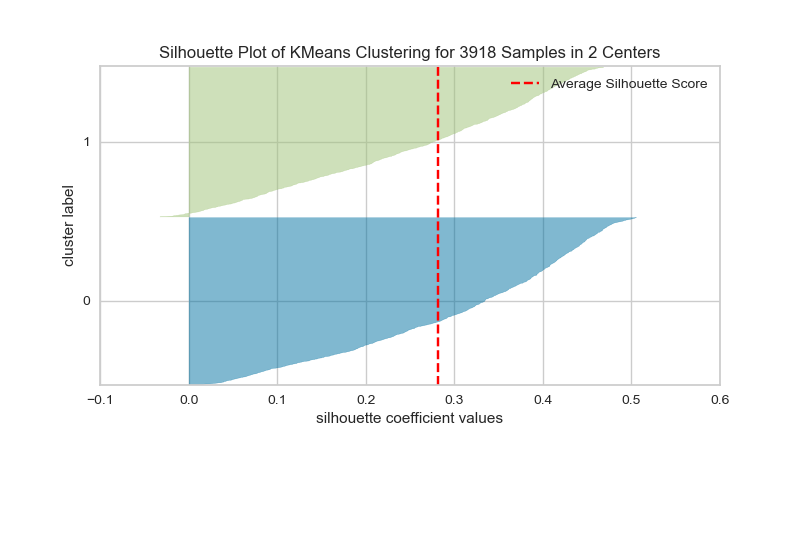 Silhouette Plot of KMeans Clustering for 3918 Samples in 2 Centers
Average Silhouette Score
cluster label
1
0
−0.1 0.0 0.1 0.2 0.3 0.4 0.5 0.6
silhouette coefficient values